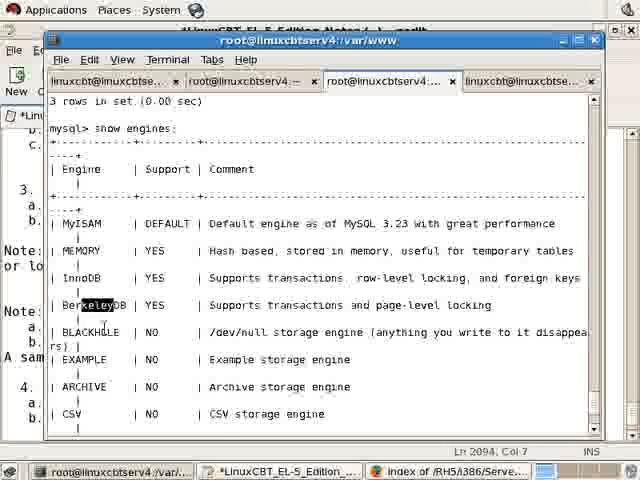 Applications Places System
root@linuxcbtserv4:/var/www
File Edit View Terminal Tabs Help
linuxcbt@linuxcbtse...
root@linuxcbtserv4:~
root@linuxcbtserv4:...
linuxcbt@linuxcbtse...
File
New
*Linu
3 rows in set (0.00 sec)
mysql> show engines;
| Engine | Support | Comment
| MyISAM | DEFAULT | Default engine as of MySQL 3.23 with great performance
| MEMORY | YES | Hash based, stored in memory, useful for temporary tables
| InnoDB | YES | Supports transactions, row-level locking, and foreign keys
| BerkeleyDB | YES | Supports transactions and page-level locking
| BLACKHOLE | NO | /dev/null storage engine (anything you write to it disappea
rs) |
| EXAMPLE | NO | Example storage engine
| ARCHIVE | NO | Archive storage engine
| CSV | NO | CSV storage engine
b.
c.
3.
a.
b.
Note:
or lo
Note:
a.
b.
A sam
4.
a.
b.
Ln 2094, Col 7 INS
root@linuxcbtserv4:/var/...
*LinuxCBT_EL-5_Edition_...
Index of /RH5/i386/Serve...